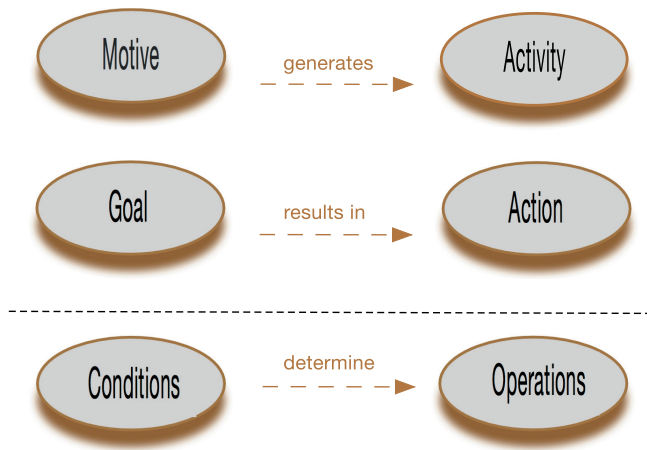 Motive
generates
Activity
Goal
results in
Action
Conditions
determine
Operations